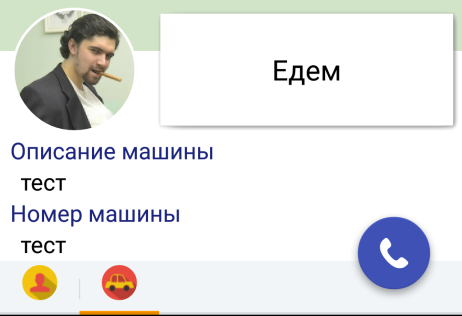 Едем
Описание машины
тест
Номер машины
тест